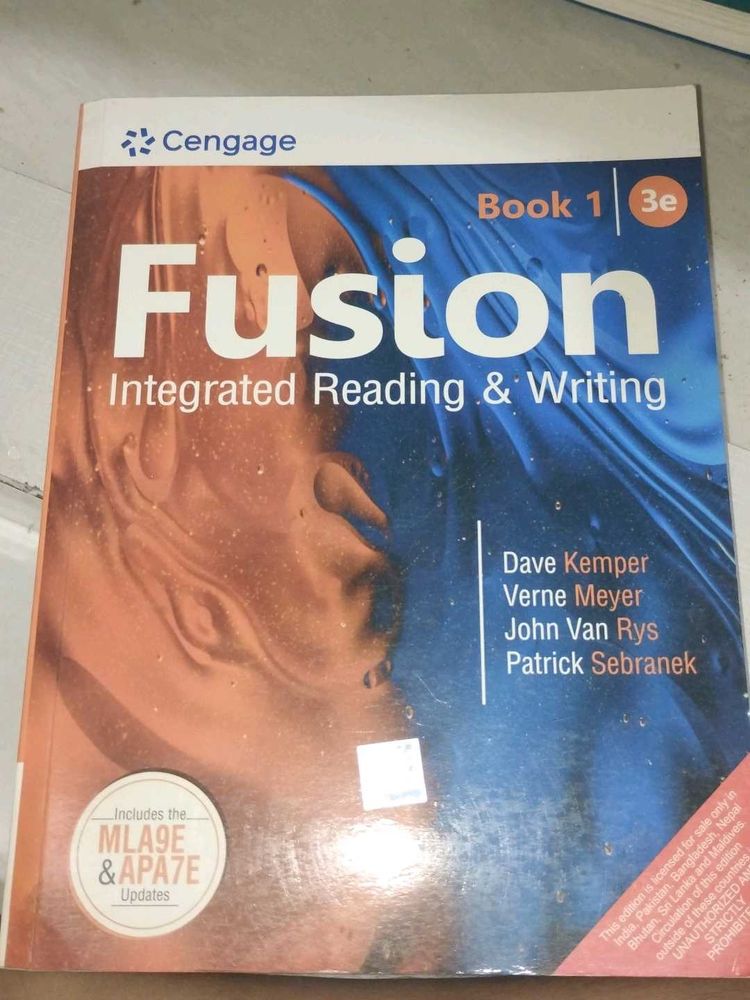 Cengage
Book 1 3e
Fusion
Integrated Reading & Writing
Dave Kemper
Verne Meyer
John Van Rys
Patrick Sebranek
Includes the
MLA9E
& APA7E
Updates
This edition is licensed for sale only in
India, Pakistan, Bangladesh, Nepal
Bhutan, Sri Lanka and Maldives.
Circulation of this edition
outside of these countries
UNAUTHORIZED
STRICTLY
PROHIB